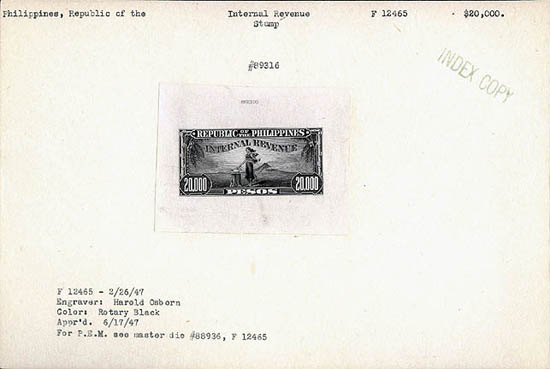 Philippines, Republic of the
Internal Revenue
Stamp
F 12465 - $20,000.
#89316
INDEX COPY
REPUBLIC OF THE PHILIPPINES
INTERNAL REVENUE
20,000 20,000
PESOS
F 12465 - 2/26/47
Engraver: Harold Osborn
Color: Rotary Black
Appr'd. 6/17/47
For P.E.M. see master die #88936, F 12465